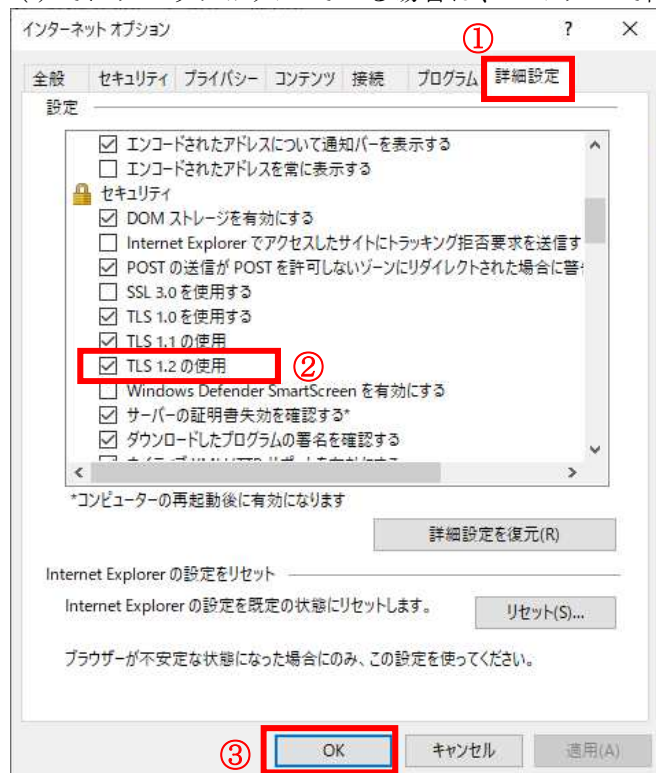 インターネット オプション ? ×
①
全般 セキュリティ プライバシー コンテンツ 接続 プログラム 詳細設定
設定
エンコードされたアドレスについて通知バーを表示する
エンコードされたアドレスを常に表示する
セキュリティ
DOM ストレージを有効にする
Internet Explorer でアクセスしたサイトにトラッキング拒否要求を送信す
POST の送信が POST を許可しないゾーンにリダイレクトされた場合に警
SSL 3.0 を使用する
TLS 1.0 を使用する
TLS 1.1 の使用
TLS 1.2 の使用 ②
Windows Defender SmartScreen を有効にする
サーバーの証明書失効を確認する*
ダウンロードしたプログラムの署名を確認する
*コンピューターの再起動後に有効になります
詳細設定を復元(R)
Internet Explorer の設定をリセット
Internet Explorer の設定を既定の状態にリセットします。 リセット(S)...
ブラウザーが不安定な状態になった場合にのみ、この設定を使ってください。
③ OK キャンセル 適用(A)